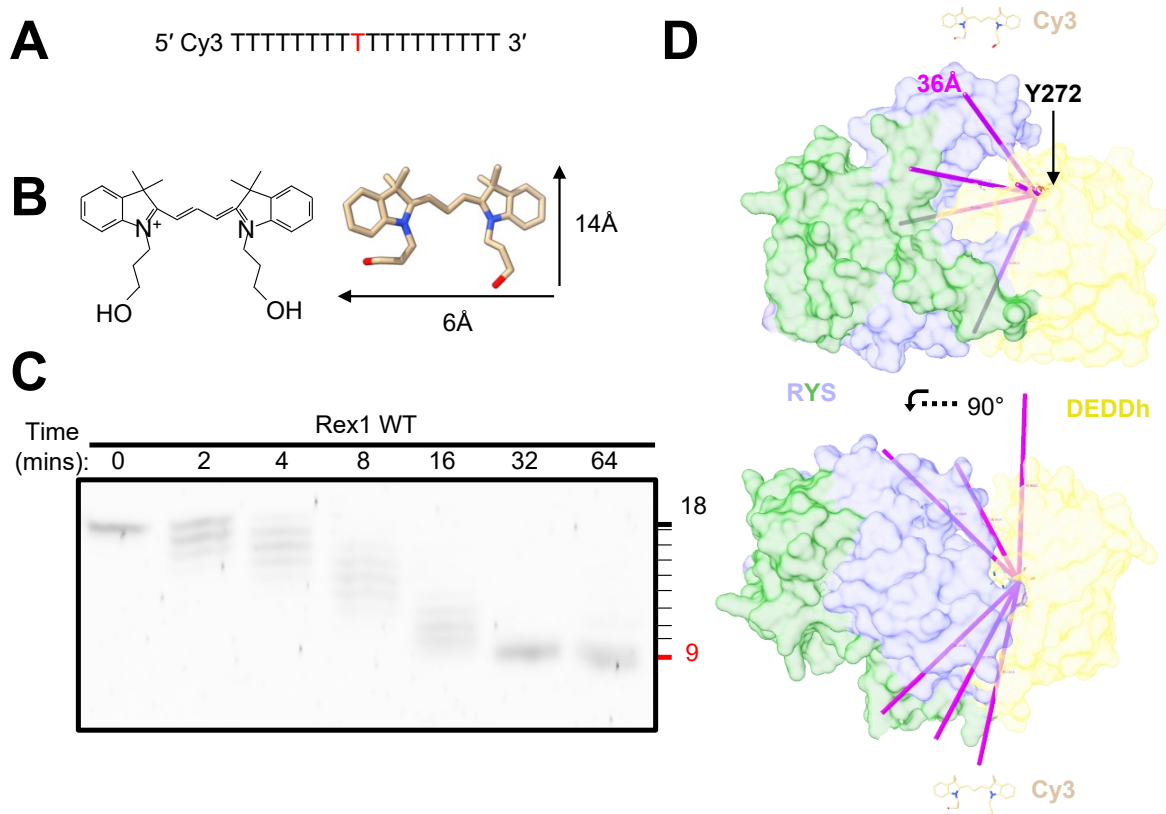 A
5′ Cy3 TTTTTTTTTTTTTTTTTT 3′
B
N+
N
HO
OH
14Å
6Å
C
Rex1 WT
Time
(mins): 0 2 4 8 16 32 64
18
9
D
Cy3
36Å
Y272
RYS
90°
DEDDh
Cy3